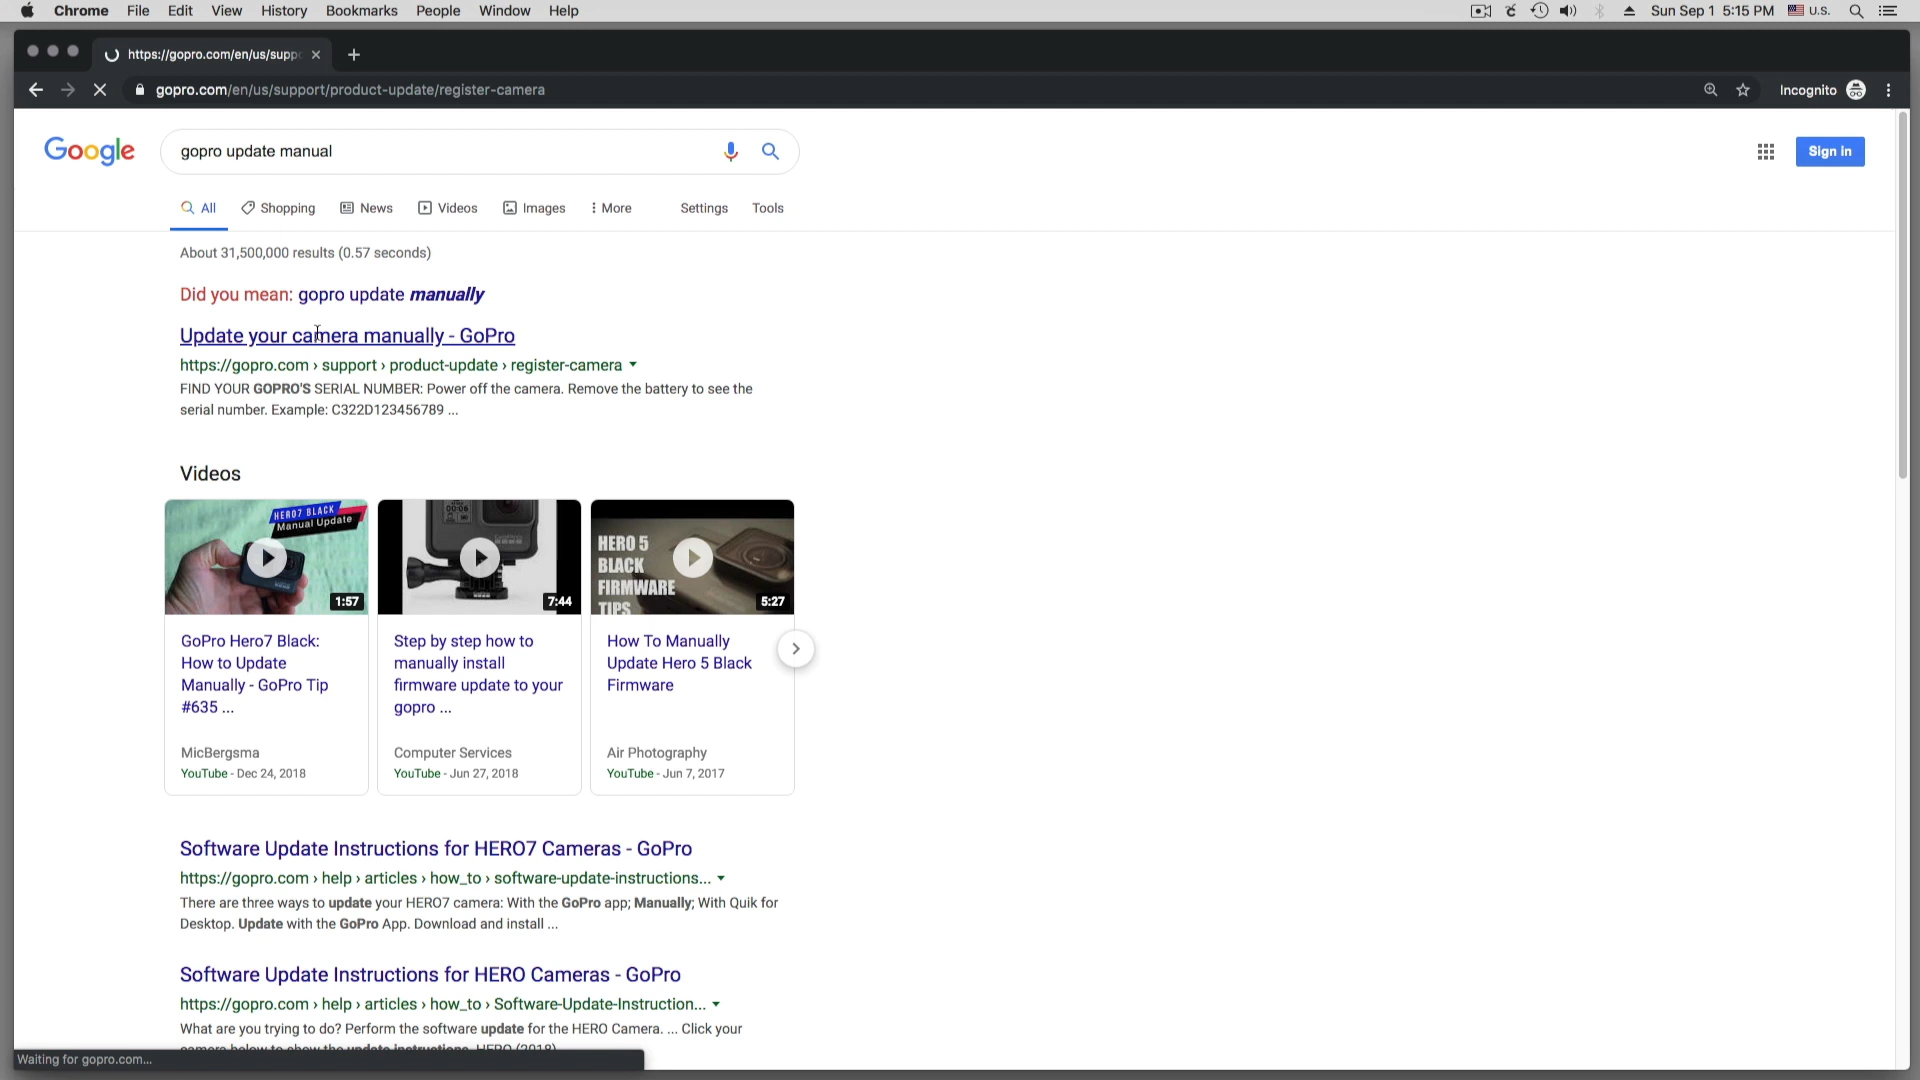 Chrome File Edit View History Bookmarks People Window Help
Sun Sep 1 5:15 PM U.S.
https://gopro.com/en/us/suppo
gopro.com/en/us/support/product-update/register-camera
Incognito
Google
gopro update manual
Sign in
All Shopping News Videos Images More Settings Tools
About 31,500,000 results (0.57 seconds)
Did you mean: gopro update manually
Update your camera manually - GoPro
https://gopro.com › support › product-update › register-camera
FIND YOUR GOPRO'S SERIAL NUMBER: Power off the camera. Remove the battery to see the
serial number. Example: C322D123456789 ...
Videos
HERO7 BLACK
Manual Update
1:57
7:44
HERO 5
BLACK
FIRMWARE
TIPS
5:27
GoPro Hero7 Black:
How to Update
Manually - GoPro Tip
#635 ...
MicBergsma
YouTube - Dec 24, 2018
Step by step how to
manually install
firmware update to your
gopro ...
Computer Services
YouTube - Jun 27, 2018
How To Manually
Update Hero 5 Black
Firmware
Air Photography
YouTube - Jun 7, 2017
Software Update Instructions for HERO7 Cameras - GoPro
https://gopro.com › help › articles › how_to › software-update-instructions...
There are three ways to update your HERO7 camera: With the GoPro app; Manually; With Quik for
Desktop. Update with the GoPro App. Download and install ...
Software Update Instructions for HERO Cameras - GoPro
https://gopro.com › help › articles › how_to › Software-Update-Instruction...
What are you trying to do? Perform the software update for the HERO Camera. ... Click your
camera below to show the update instructions. HERO (2018)
Waiting for gopro.com...